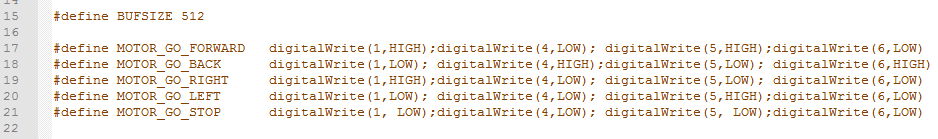 15 #define BUFSIZE 512
16
17 #define MOTOR_GO_FORWARD digitalWrite(1,HIGH);digitalWrite(4,LOW); digitalWrite(5,HIGH);digitalWrite(6,LOW)
18 #define MOTOR_GO_BACK digitalWrite(1,LOW); digitalWrite(4,HIGH);digitalWrite(5,LOW); digitalWrite(6,HIGH)
19 #define MOTOR_GO_RIGHT digitalWrite(1,HIGH);digitalWrite(4,LOW); digitalWrite(5,LOW); digitalWrite(6,LOW)
20 #define MOTOR_GO_LEFT digitalWrite(1,LOW); digitalWrite(4,LOW); digitalWrite(5,HIGH);digitalWrite(6,LOW)
21 #define MOTOR_GO_STOP digitalWrite(1, LOW);digitalWrite(4,LOW); digitalWrite(5, LOW);digitalWrite(6,LOW)
22